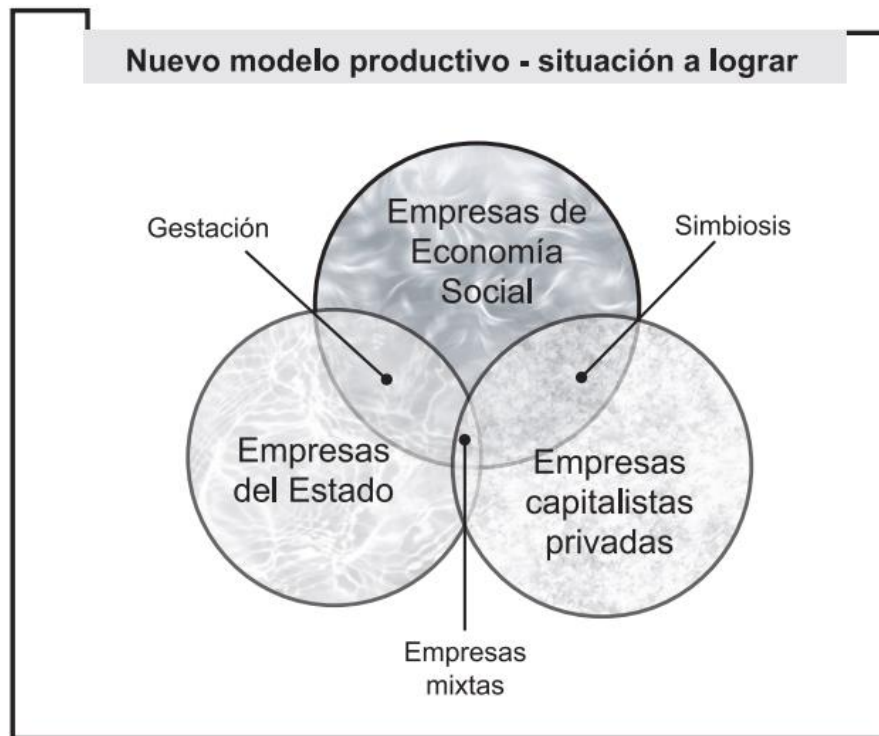 Nuevo modelo productivo - situación a lograr
Gestación
Empresas de
Economía
Social
Simbiosis
Empresas
del Estado
Empresas
capitalistas
privadas
Empresas
mixtas